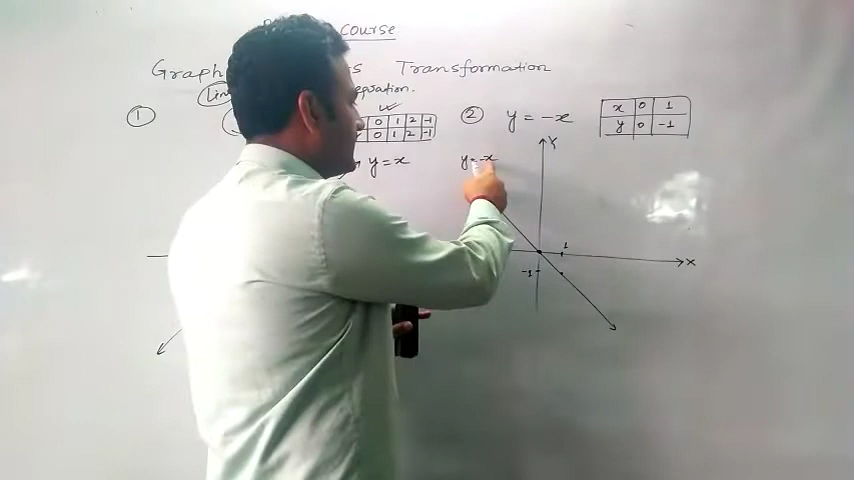 Course
Graph s Transformation
Lin equation.
①
0 1 2 -1
0 1 2 -1
y = x
② y = -x
x 0 1
y 0 -1
y = -x
Y
1
-1
X